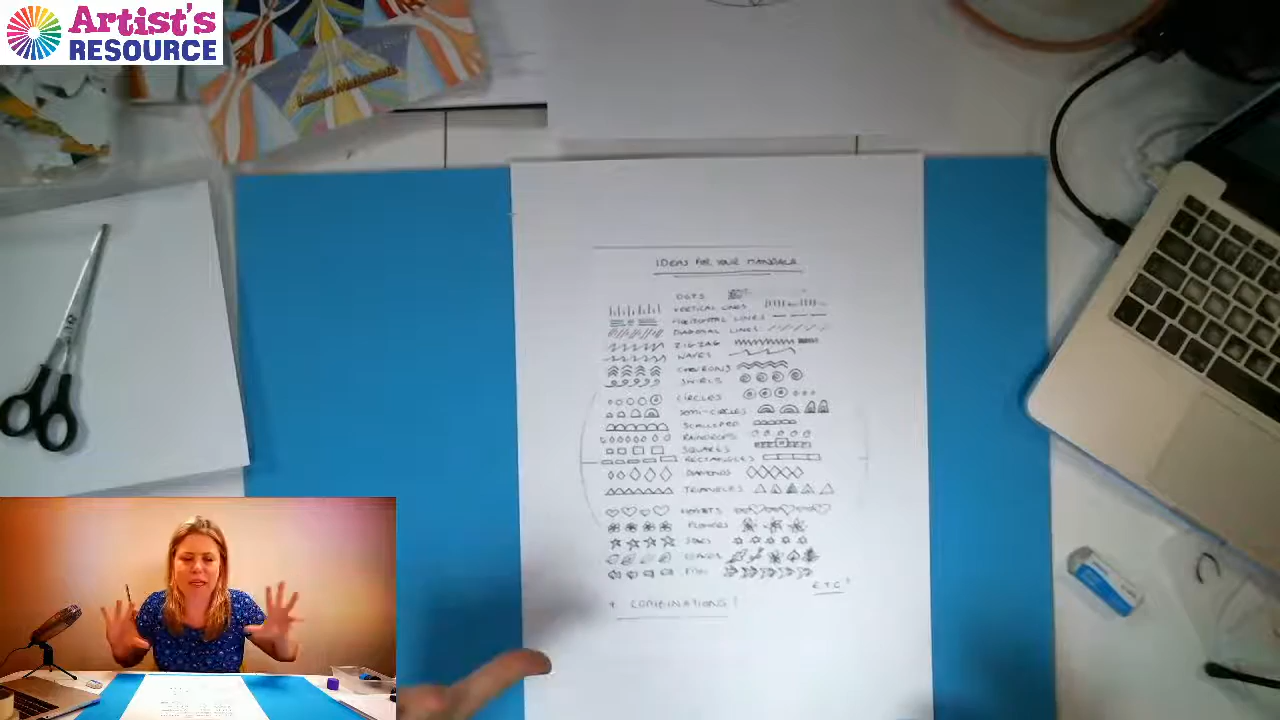 Artist's
RESOURCE
IDEAS FOR YOUR MANDALA
DOTS
VERTICAL LINES
HORIZONTAL LINES
DIAGONAL LINES
ZIG ZAG
WAVES
CHEVRONS
SWIRLS
CIRCLES
SEMI-CIRCLES
SCALLOPED
RAINDROPS
SQUARES
RECTANGLES
DIAMONDS
TRIANGLES
HEARTS
FLOWERS
STARS
LEAVES
FISH
ETC!
+ COMBINATIONS!